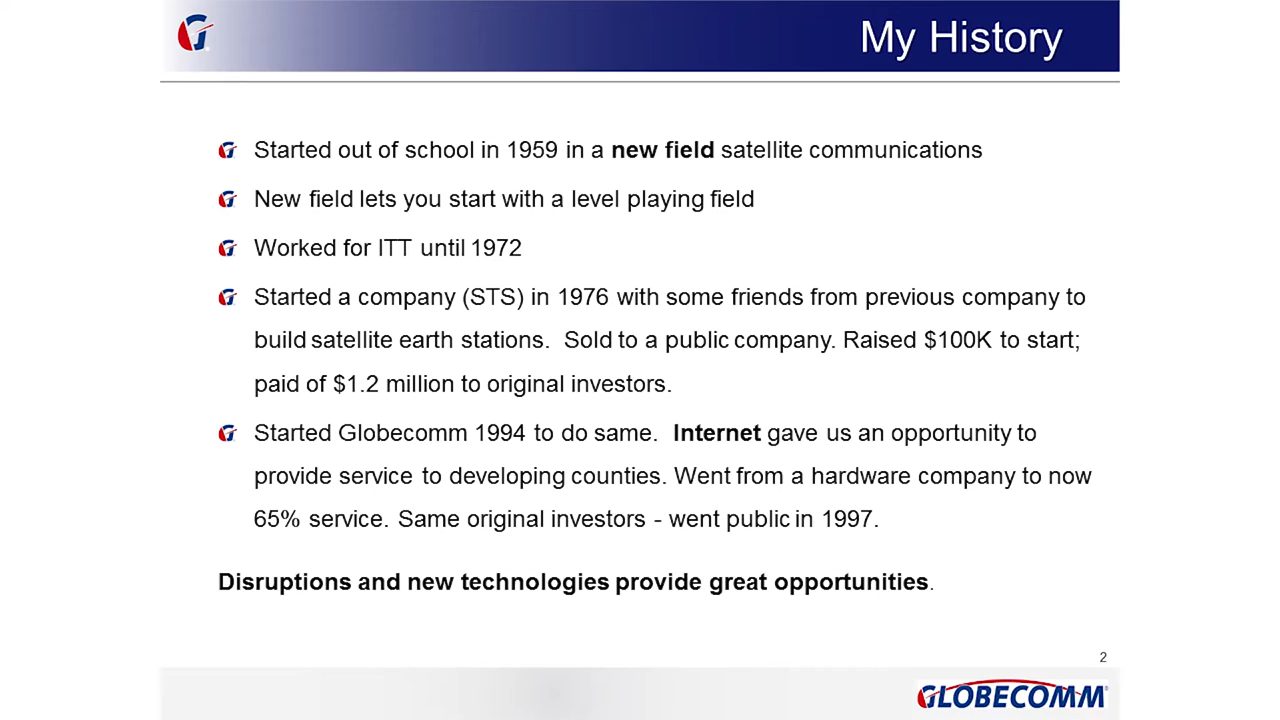 My History
Started out of school in 1959 in a new field satellite communications
New field lets you start with a level playing field
Worked for ITT until 1972
Started a company (STS) in 1976 with some friends from previous company to
build satellite earth stations.  Sold to a public company. Raised $100K to start;
paid of $1.2 million to original investors.
Started Globecomm 1994 to do same.  Internet gave us an opportunity to
provide service to developing counties. Went from a hardware company to now
65% service. Same original investors - went public in 1997.
Disruptions and new technologies provide great opportunities.
2
GLOBECOMM®